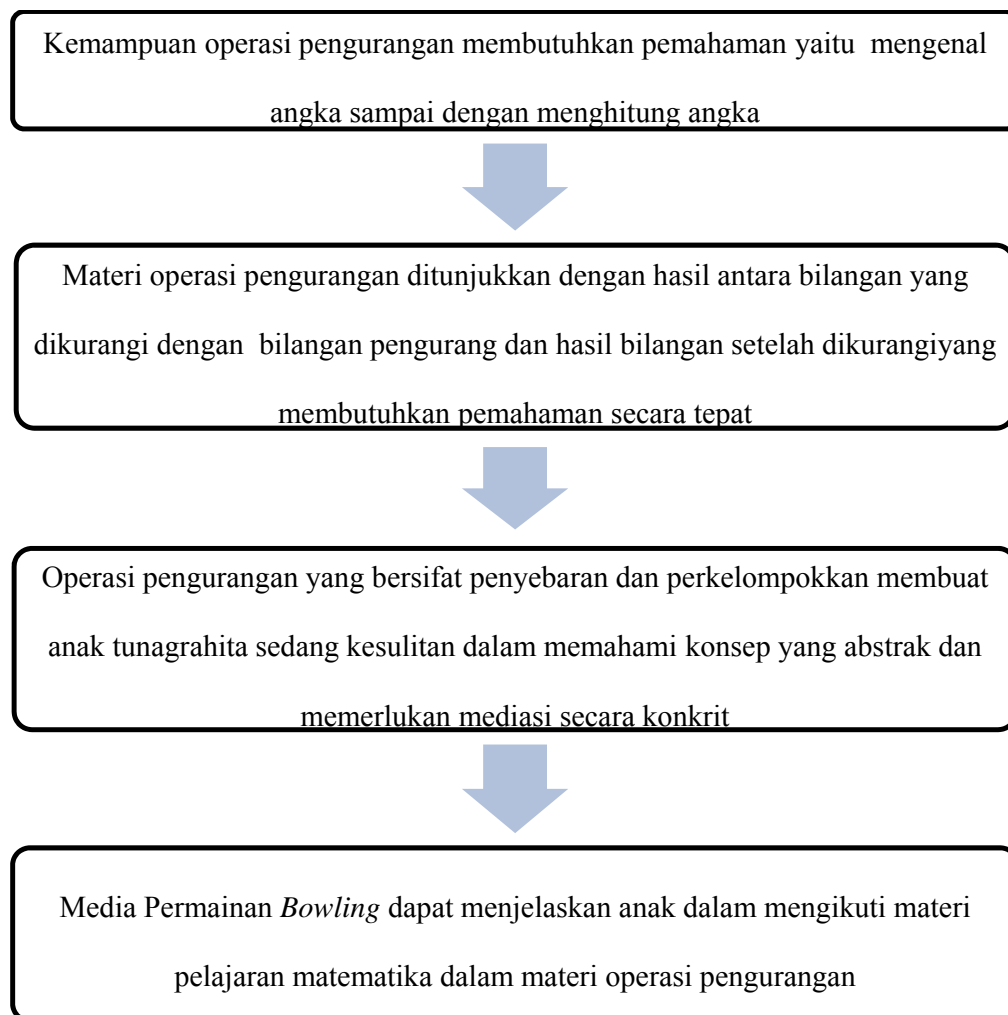 Kemampuan operasi pengurangan membutuhkan pemahaman yaitu  mengenal
angka sampai dengan menghitung angka
Materi operasi pengurangan ditunjukkan dengan hasil antara bilangan yang
dikurangi dengan  bilangan pengurang dan hasil bilangan setelah dikurangiyang
membutuhkan pemahaman secara tepat
Operasi pengurangan yang bersifat penyebaran dan perkelompokkan membuat
anak tunagrahita sedang kesulitan dalam memahami konsep yang abstrak dan
memerlukan mediasi secara konkrit
Media Permainan Bowling dapat menjelaskan anak dalam mengikuti materi
pelajaran matematika dalam materi operasi pengurangan